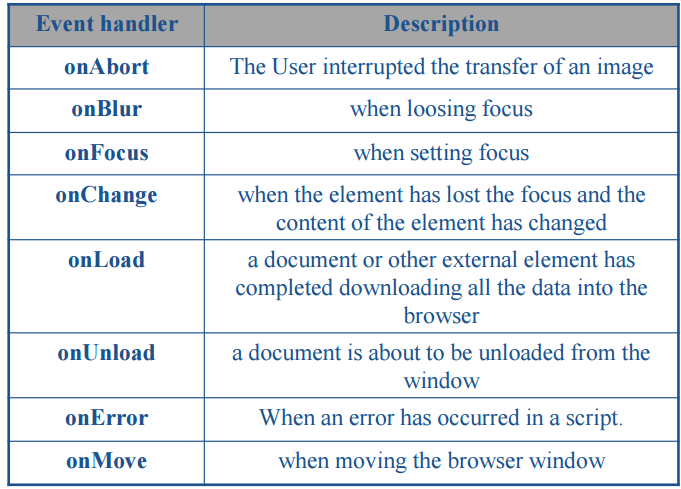 Event handler Description
onAbort The User interrupted the transfer of an image
onBlur when loosing focus
onFocus when setting focus
onChange when the element has lost the focus and the
content of the element has changed
onLoad a document or other external element has
completed downloading all the data into the
browser
onUnload a document is about to be unloaded from the
window
onError When an error has occurred in a script.
onMove when moving the browser window